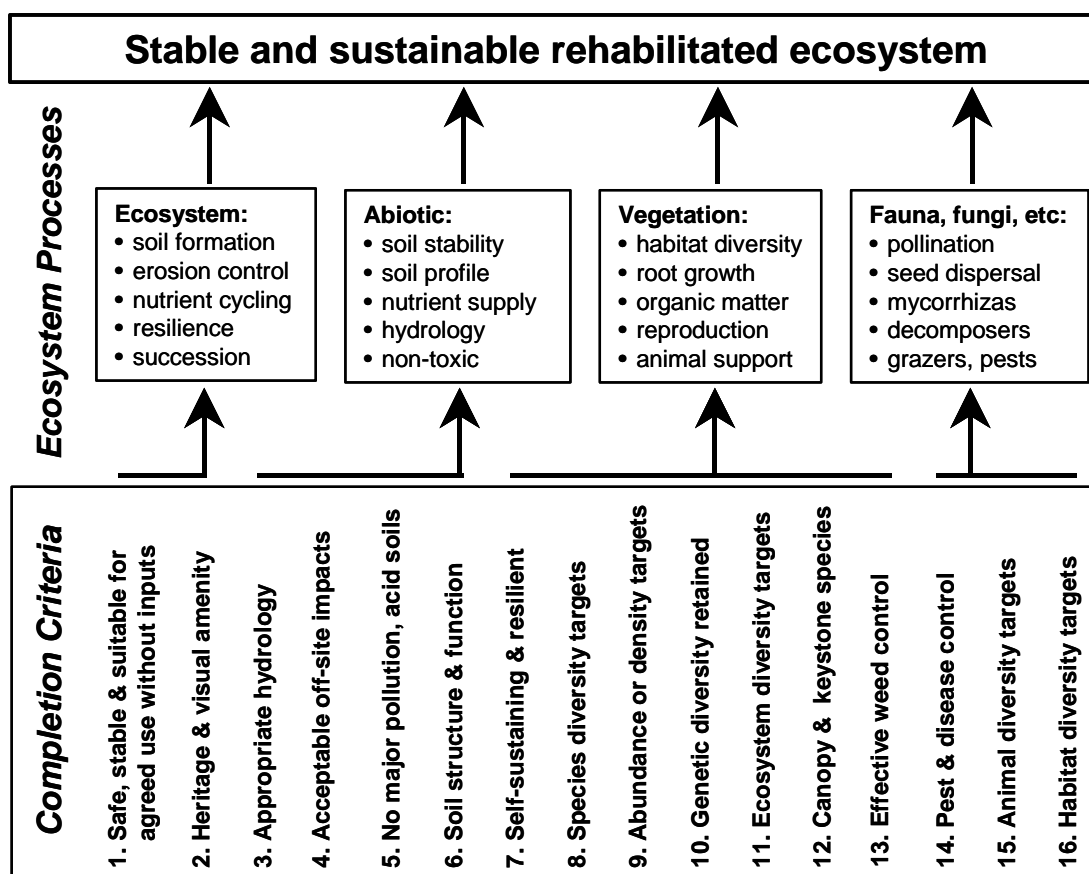 Stable and sustainable rehabilitated ecosystem
Ecosystem Processes
Ecosystem:
• soil formation
• erosion control
• nutrient cycling
• resilience
• succession
Abiotic:
• soil stability
• soil profile
• nutrient supply
• hydrology
• non-toxic
Vegetation:
• habitat diversity
• root growth
• organic matter
• reproduction
• animal support
Fauna, fungi, etc:
• pollination
• seed dispersal
• mycorrhizas
• decomposers
• grazers, pests
Completion Criteria
1. Safe, stable & suitable for
agreed use without inputs
2. Heritage & visual amenity
3. Appropriate hydrology
4. Acceptable off-site impacts
5. No major pollution, acid soils
6. Soil structure & function
7. Self-sustaining & resilient
8. Species diversity targets
9. Abundance or density targets
10. Genetic diversity retained
11. Ecosystem diversity targets
12. Canopy & keystone species
13. Effective weed control
14. Pest & disease control
15. Animal diversity targets
16. Habitat diversity targets